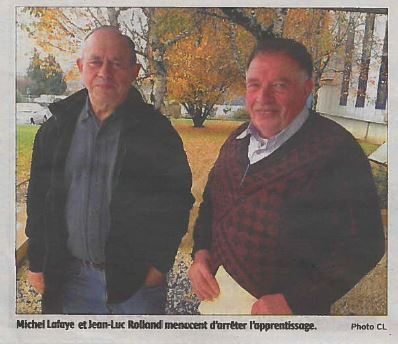 Michel Lafaye et Jean-Luc Rolland menacent d'arrêter l'apprentissage. Photo CL